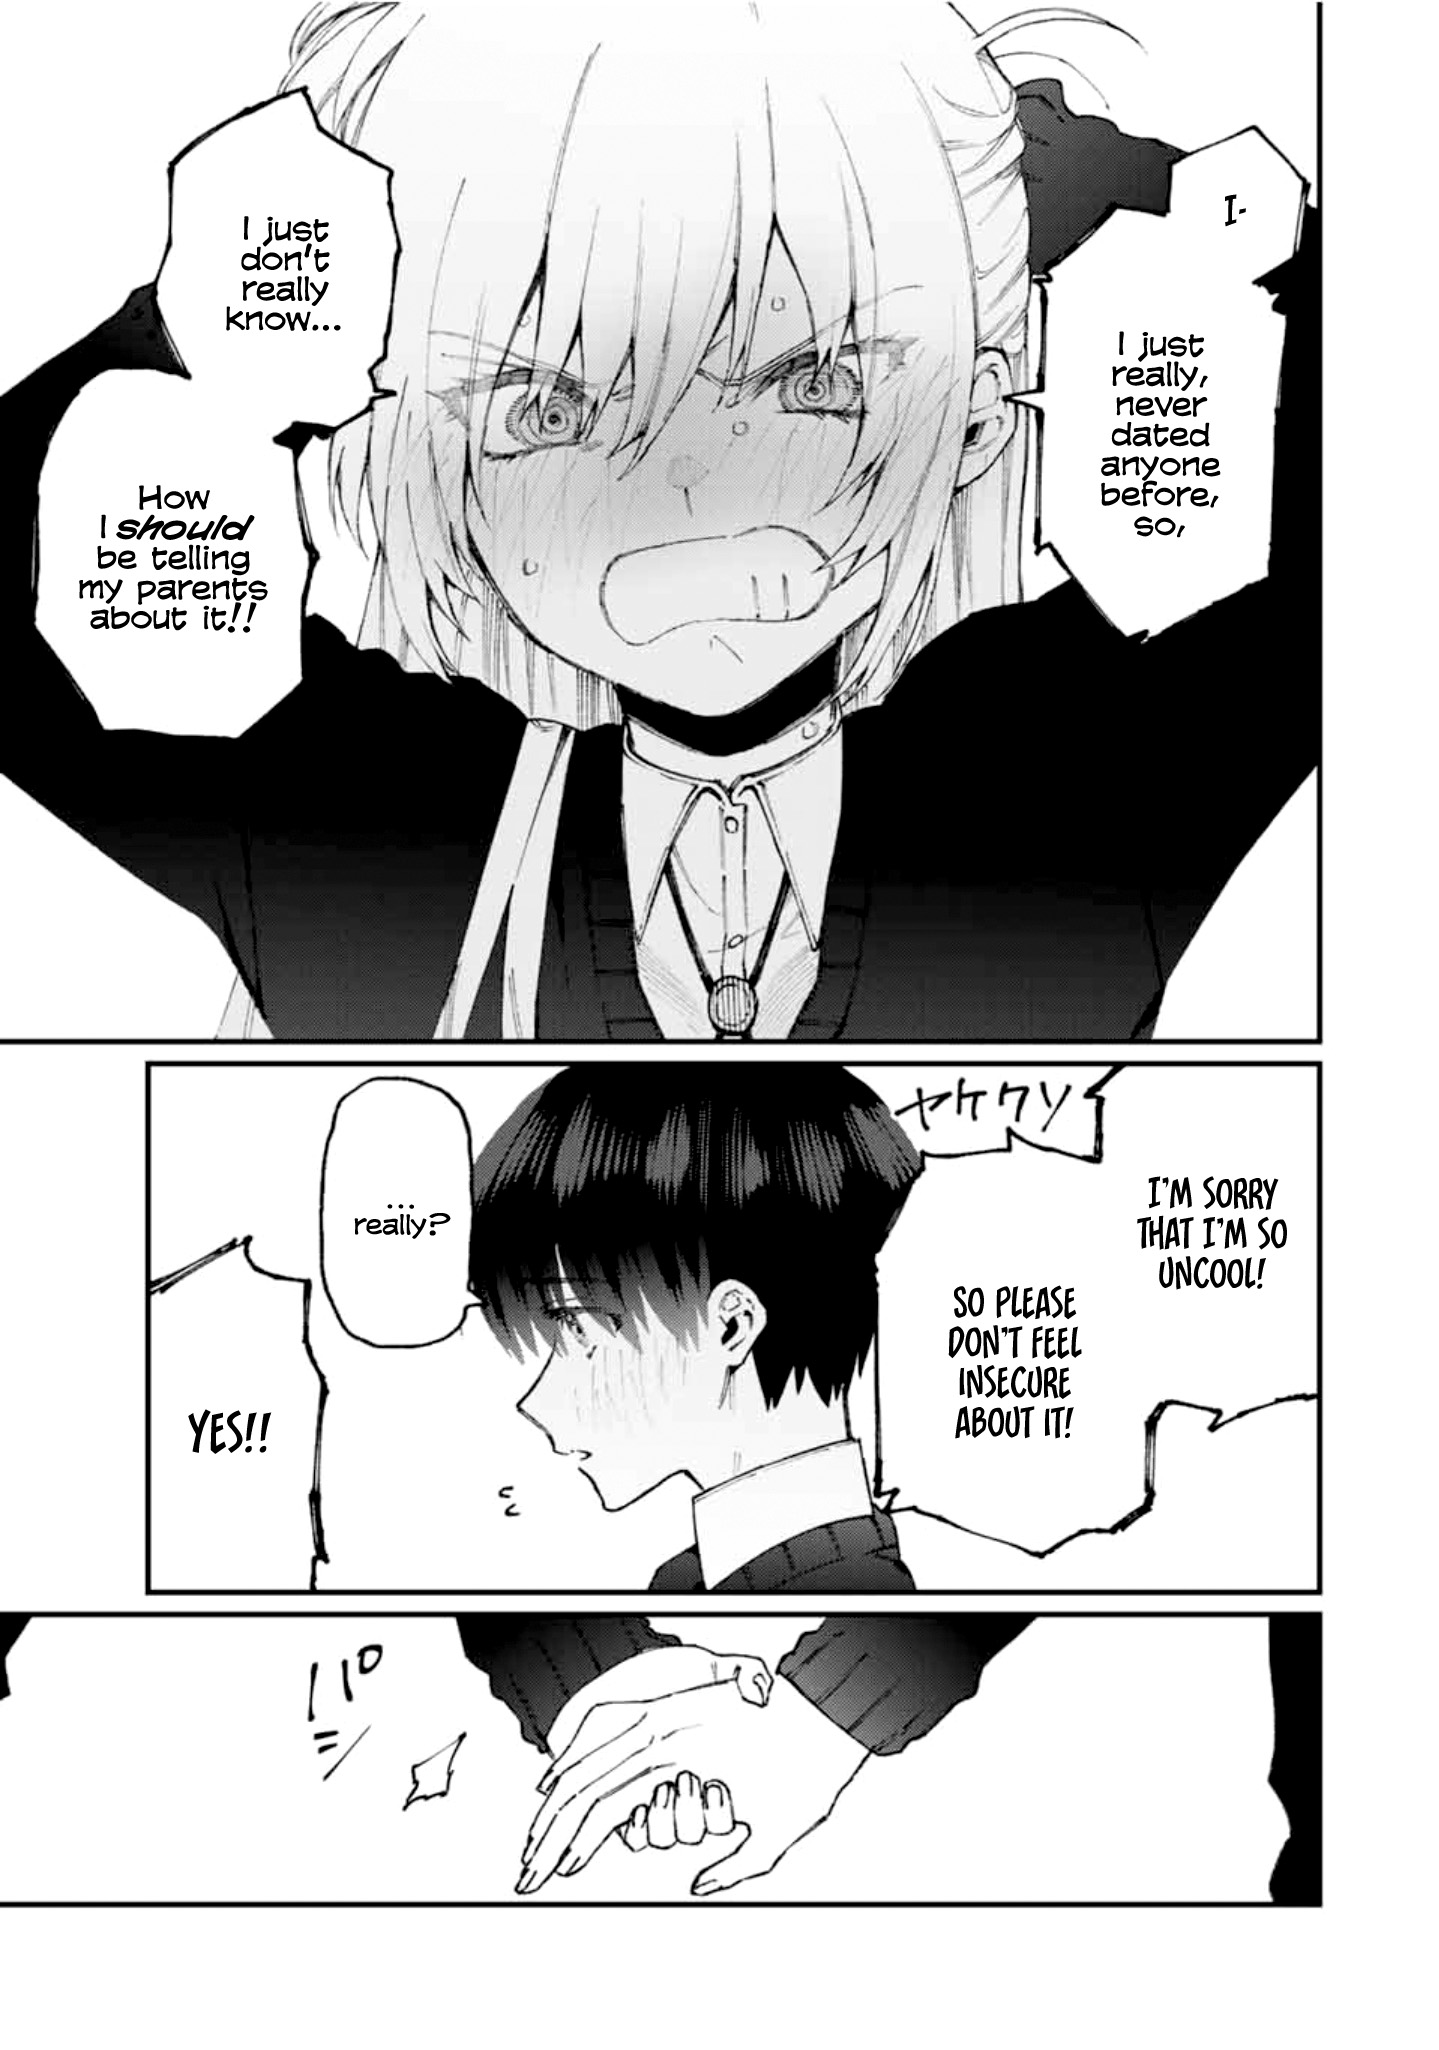 I-
I just
really,
never
dated
anyone
before,
so,
I just
don't
really
know...
How
I should
be telling
my parents
about it!!
I'M SORRY
THAT I'M SO
UNCOOL!
ヤケクソ
SO PLEASE
DON'T FEEL
INSECURE
ABOUT IT!
...
really?
YES!!
パ